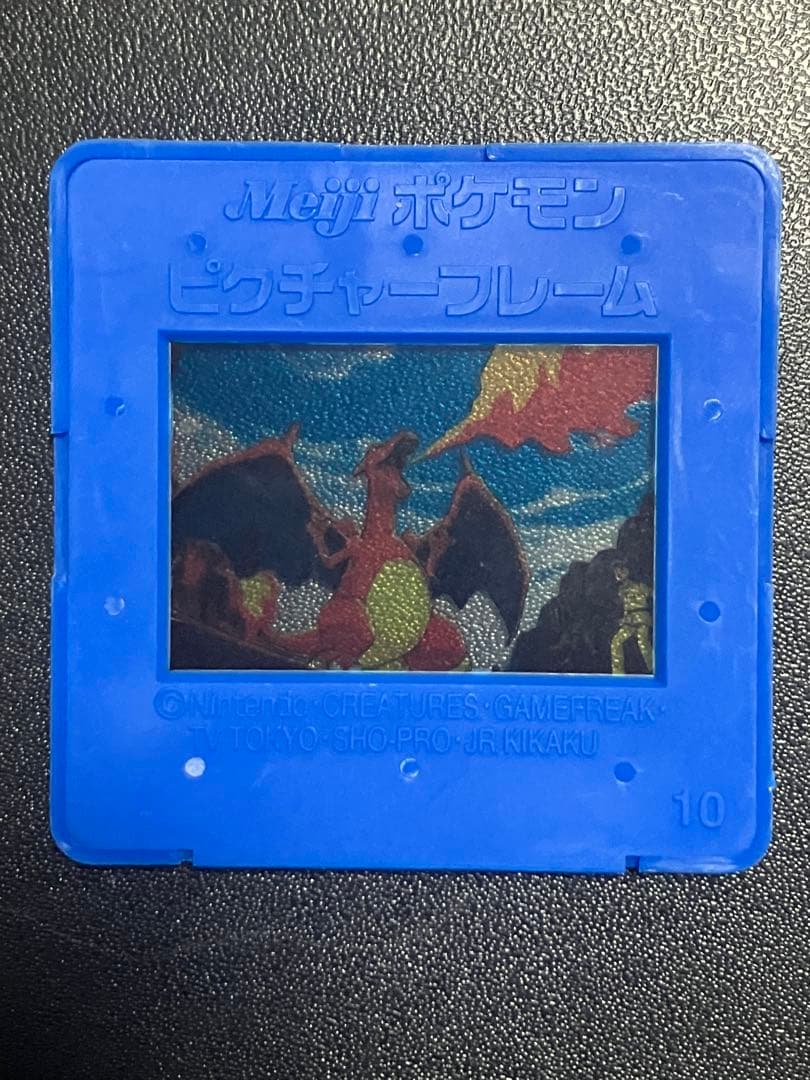 Meiji ポケモン
ピクチャーフレーム
©Nintendo・CREATURES・GAMEFREAK・
TV TOKYO・SHO-PRO・JR KIKAKU
10